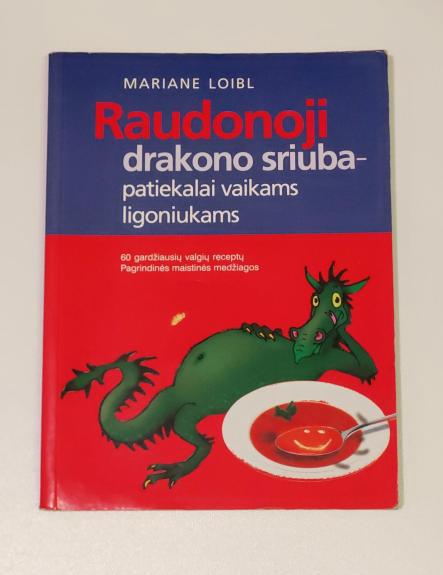 MARIANE LOIBL
Raudonoji
drakono sriuba-
patiekalai vaikams
ligoniukams
60 gardžiausių valgių receptų
Pagrindinės maistinės medžiagos